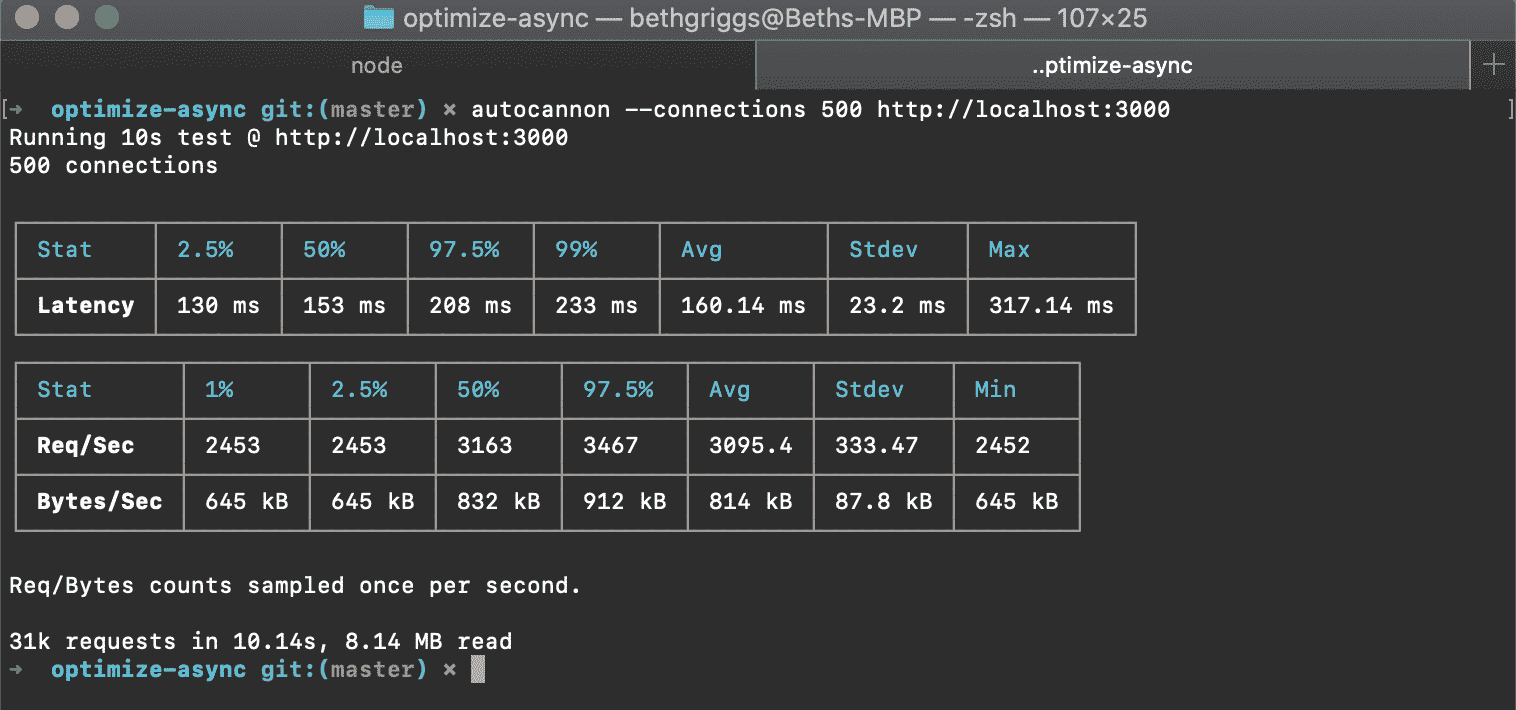 optimize-async — bethgriggs@Beths-MBP — -zsh — 107×25
node ..ptimize-async +
[→ optimize-async git:(master) × autocannon --connections 500 http://localhost:3000 ]
Running 10s test @ http://localhost:3000
500 connections
Stat 2.5% 50% 97.5% 99% Avg Stdev Max
Latency 130 ms 153 ms 208 ms 233 ms 160.14 ms 23.2 ms 317.14 ms
Stat 1% 2.5% 50% 97.5% Avg Stdev Min
Req/Sec 2453 2453 3163 3467 3095.4 333.47 2452
Bytes/Sec 645 kB 645 kB 832 kB 912 kB 814 kB 87.8 kB 645 kB
Req/Bytes counts sampled once per second.
31k requests in 10.14s, 8.14 MB read
→ optimize-async git:(master) ×